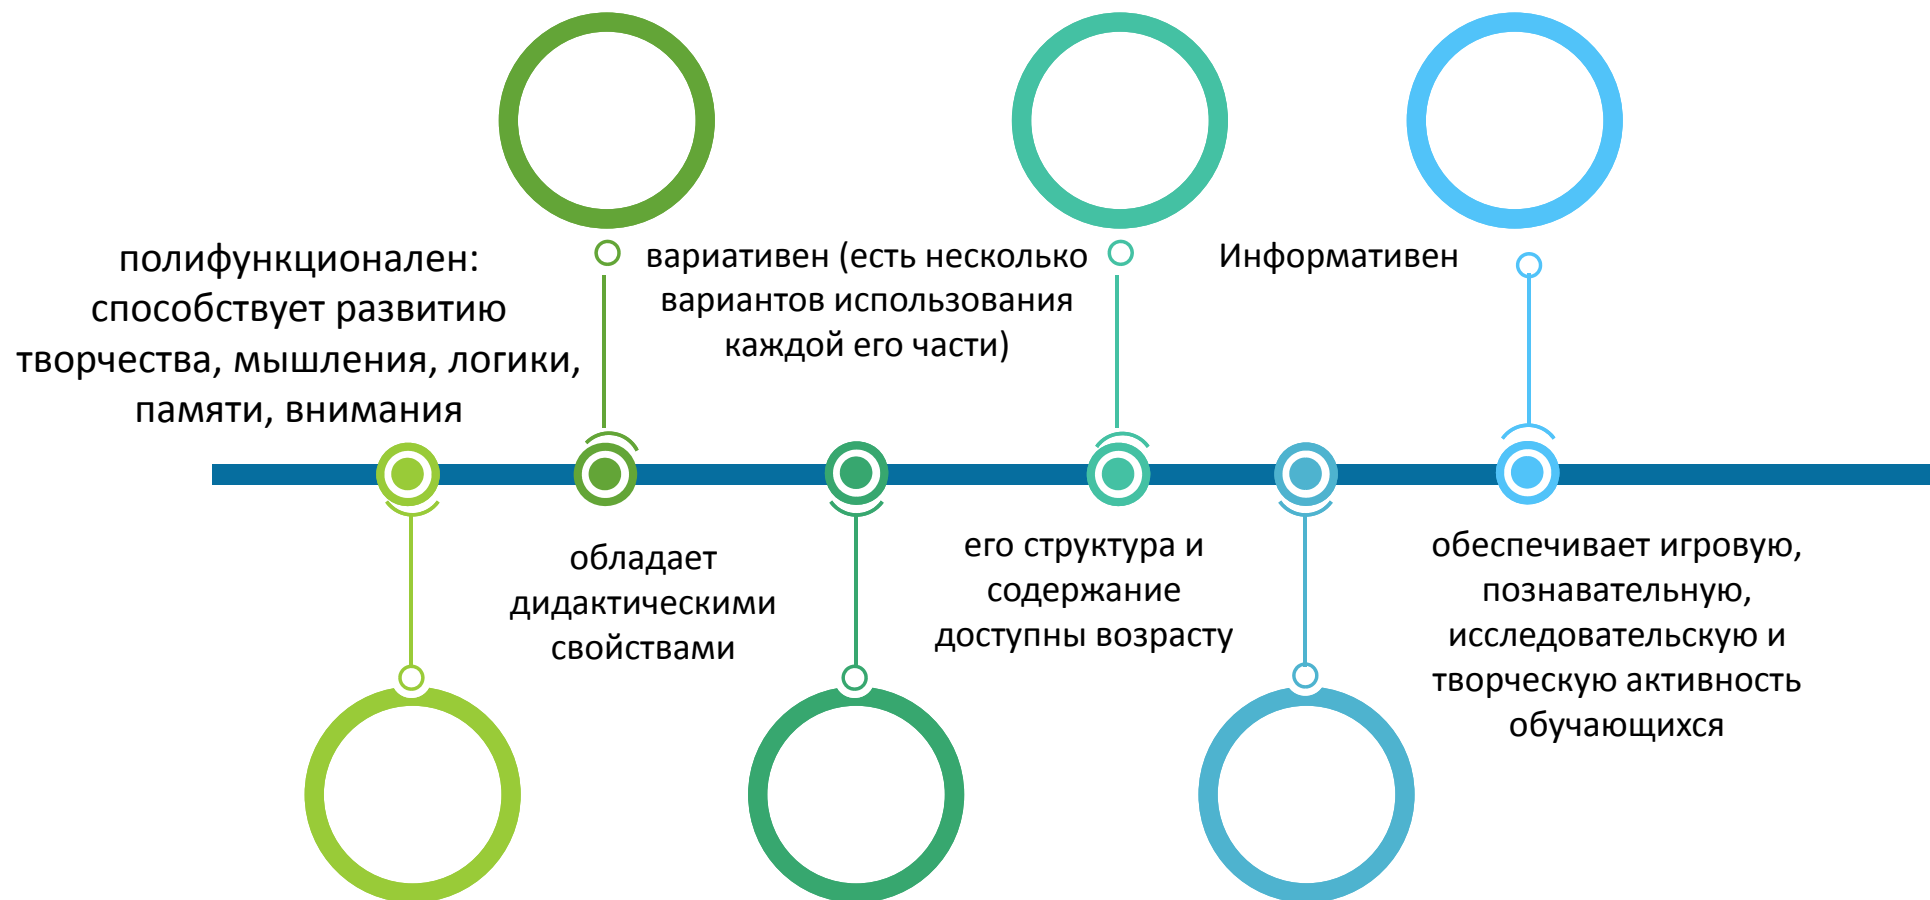 полифункционален:
способствует развитию
творчества, мышления, логики,
памяти, внимания
обладает
дидактическими
свойствами
вариативен (есть несколько
вариантов использования
каждой его части)
его структура и
содержание
доступны возрасту
Информативен
обеспечивает игровую,
познавательную,
исследовательскую и
творческую активность
обучающихся